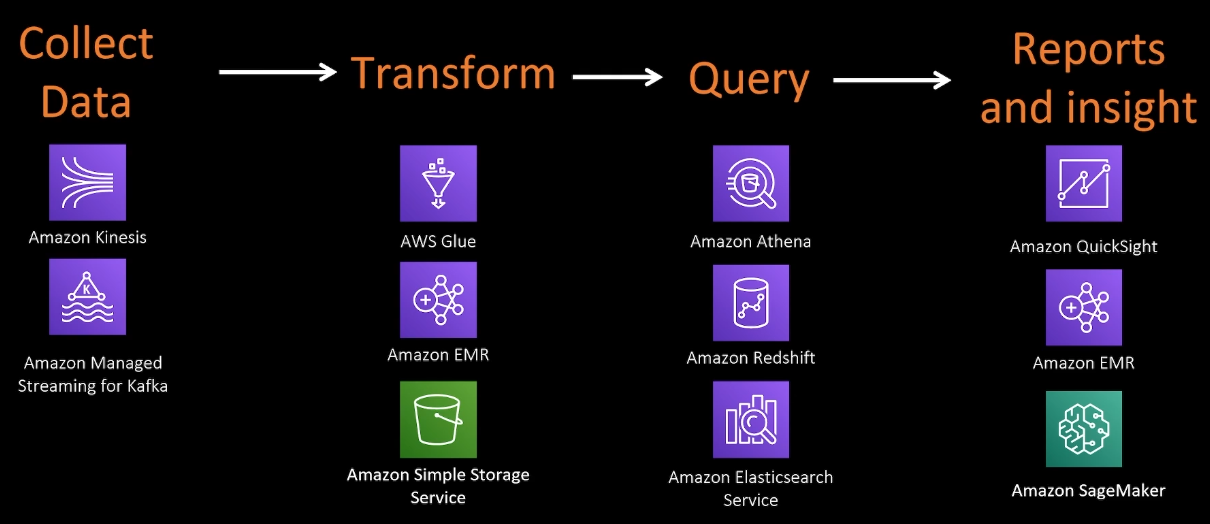 Collect
Data
Transform
Query
Reports
and insight
Amazon Kinesis
AWS Glue
Amazon Athena
Amazon QuickSight
K
Amazon Managed
Streaming for Kafka
Amazon EMR
Amazon Redshift
Amazon EMR
Amazon Simple Storage
Service
Amazon Elasticsearch
Service
Amazon SageMaker